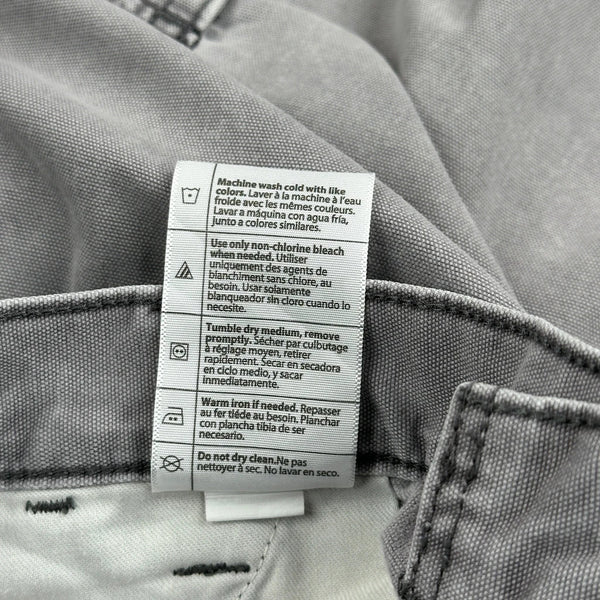 Machine wash cold with like
colors. Laver à la machine à l'eau
froide avec les mêmes couleurs.
Lavar a máquina con agua fría,
junto a colores similares.
Use only non-chlorine bleach
when needed. Utiliser
uniquement des agents de
blanchiment sans chlore, au
besoin. Usar solamente
blanqueador sin cloro cuando lo
necesite.
Tumble dry medium, remove
promptly. Sécher par culbutage
à réglage moyen, retirer
rapidement. Secar en secadora
en ciclo medio, y sacar
inmediatamente.
Warm iron if needed. Repasser
au fer tiéde au besoin. Planchar
con plancha tibia de ser
necesario.
Do not dry clean.Ne pas
nettoyer à sec. No lavar en seco.